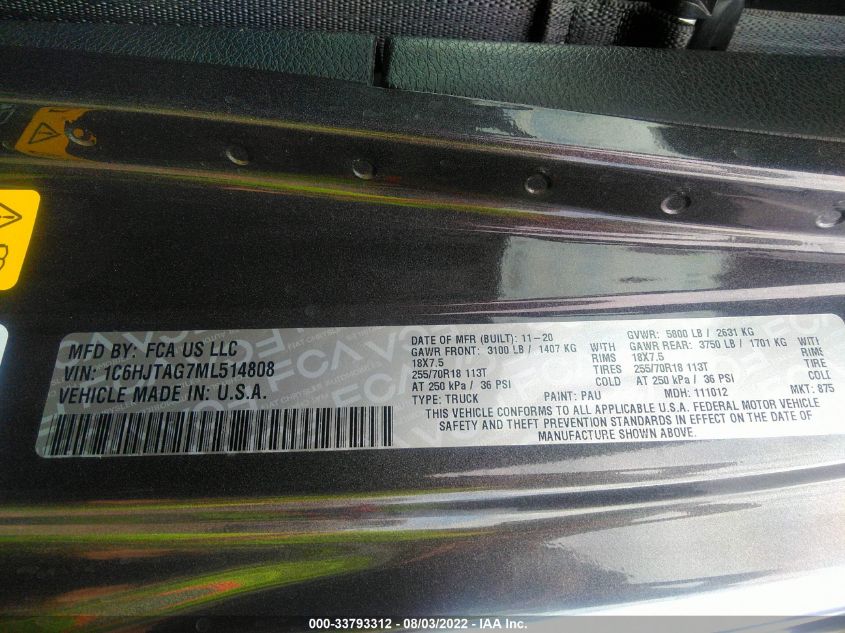 MFD BY: FCA US LLC
VIN: 1C6HJTAG7ML514808
VEHICLE MADE IN: U.S.A.
DATE OF MFR (BUILT): 11-20
GAWR FRONT: 3100 LB / 1407 KG
18X7.5 RIMS
255/70R18 113T TIRES
AT 250 kPa / 36 PSI COLD
TYPE: TRUCK PAINT: PAU
GVWR: 5800 LB / 2631 KG
GAWR REAR: 3750 LB / 1701 KG
18X7.5 RIMS
255/70R18 113T TIRES
AT 250 kPa / 36 PSI COLD
MDH: 111012 MKT: 875
THIS VEHICLE CONFORMS TO ALL APPLICABLE U.S.A. FEDERAL MOTOR VEHICLE
SAFETY AND THEFT PREVENTION STANDARDS IN EFFECT ON THE DATE OF
MANUFACTURE SHOWN ABOVE.
000-33793312 - 08/03/2022 - IAA Inc.